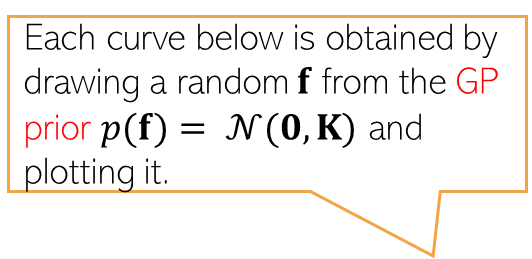 Each curve below is obtained by
drawing a random 𝐟 from the GP
prior 𝑝(𝐟) = 𝒩(𝟎, 𝐊) and
plotting it.